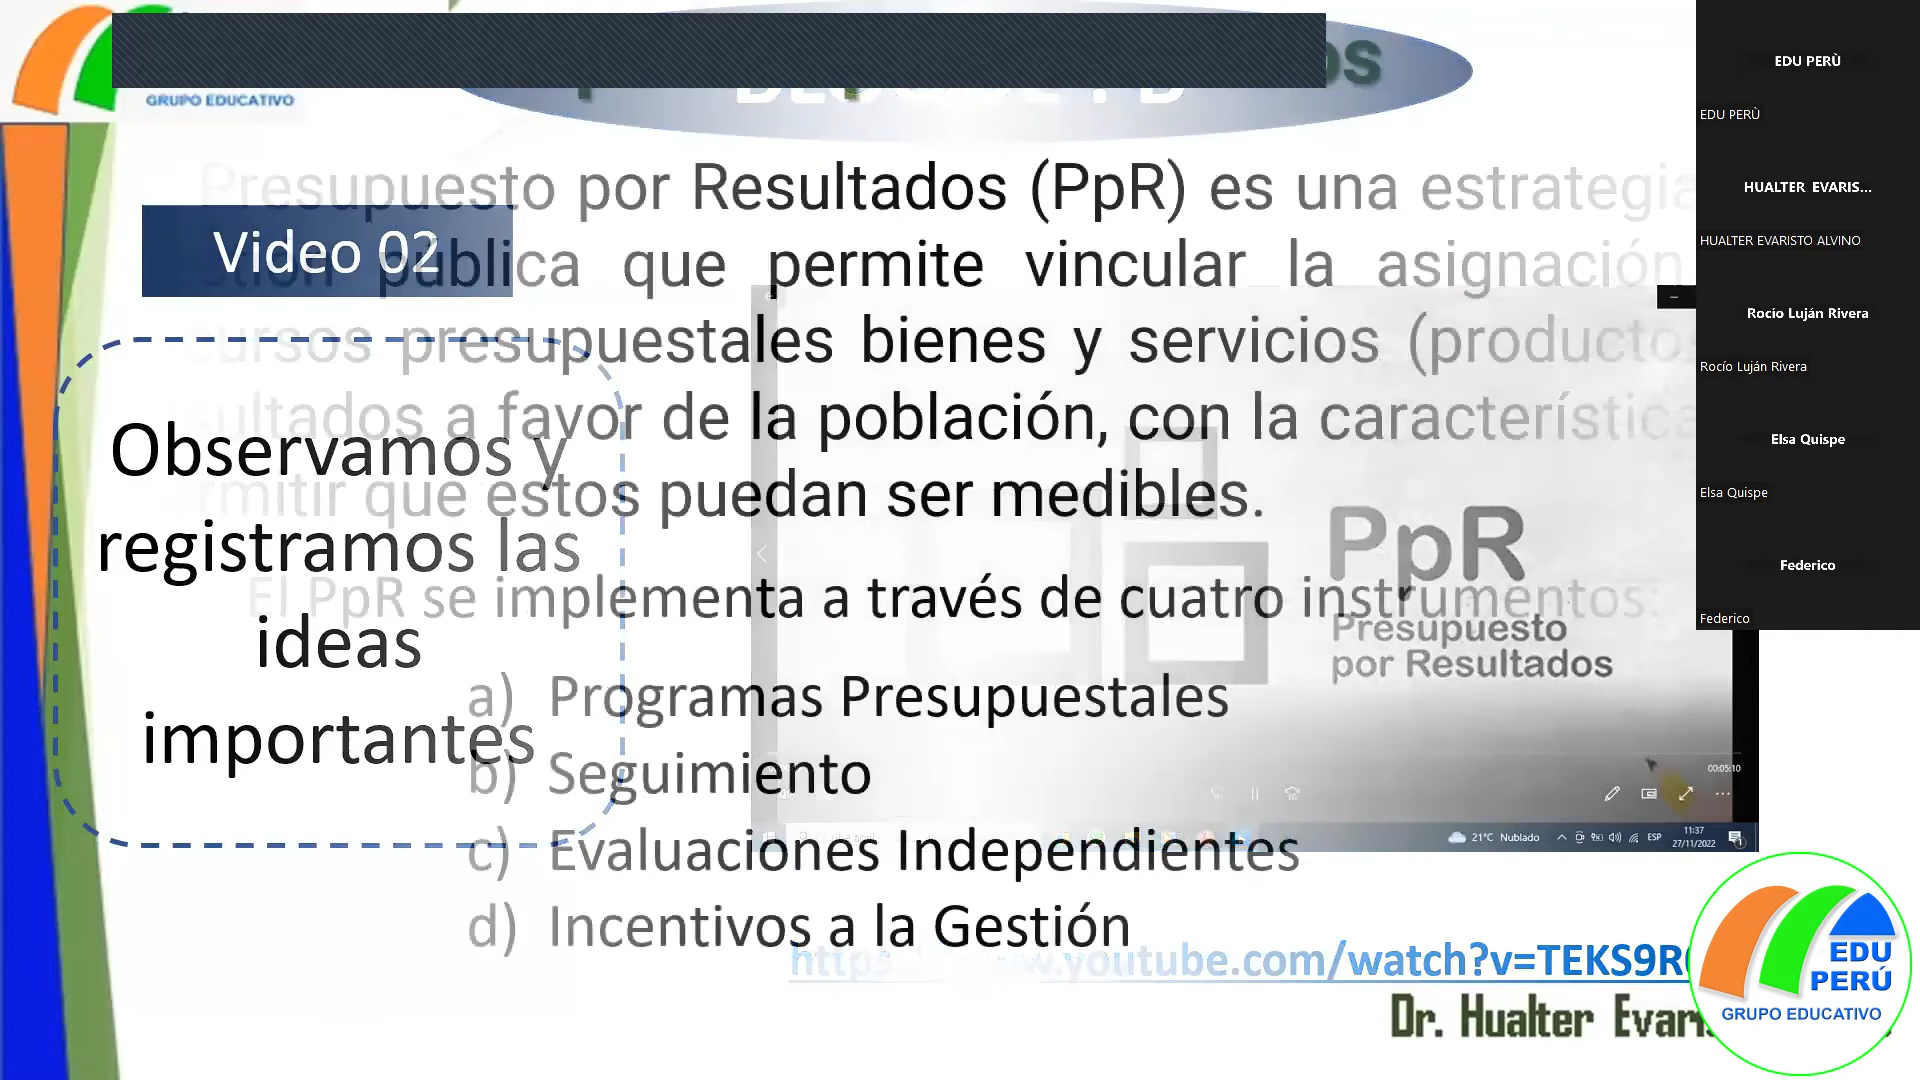 GRUPO EDUCATIVO
Presupuesto por Resultados (PpR) es una estrategia
pública que permite vincular la asignación
presupuestales bienes y servicios
a favor de la población, con la
que estos puedan ser medibles.
El PpR se implementa a través de cuatro instrumentos:
a) Programas Presupuestales
b) Seguimiento
c) Evaluaciones Independientes
d) Incentivos a la Gestión
Video 02
Observamos y
registramos las
ideas
importantes
PpR
Presupuesto
por Resultados
00:05:10
21°C Nublado
ESP
11:37
27/11/2022
youtube.com/watch?v=TEKS9R
Dr. Hualter
EDU
PERÚ
GRUPO EDUCATIVO
EDU PERÙ
EDU PERÙ
HUALTER EVARIS...
HUALTER EVARISTO ALVINO
Rocío Luján Rivera
Rocío Luján Rivera
Elsa Quispe
Elsa Quispe
Federico
Federico